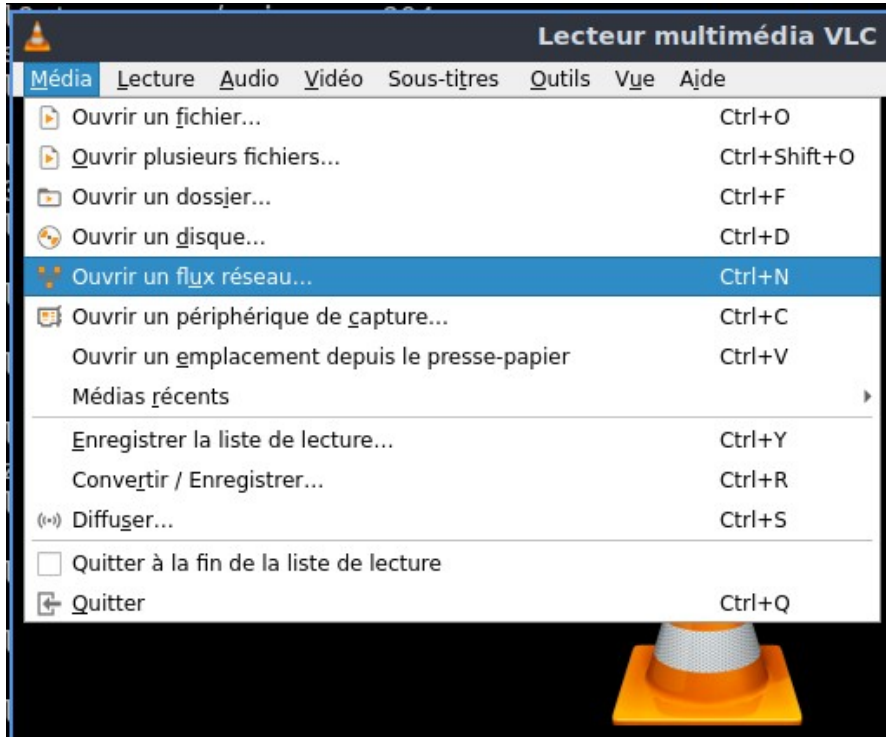 Lecteur multimédia VLC
Média Lecture Audio Vidéo Sous-titres Outils Vue Aide
Ouvrir un fichier... Ctrl+O
Ouvrir plusieurs fichiers... Ctrl+Shift+O
Ouvrir un dossier... Ctrl+F
Ouvrir un disque... Ctrl+D
Ouvrir un flux réseau... Ctrl+N
Ouvrir un périphérique de capture... Ctrl+C
Ouvrir un emplacement depuis le presse-papier Ctrl+V
Médias récents
Enregistrer la liste de lecture... Ctrl+Y
Convertir / Enregistrer... Ctrl+R
Diffuser... Ctrl+S
Quitter à la fin de la liste de lecture
Quitter Ctrl+Q